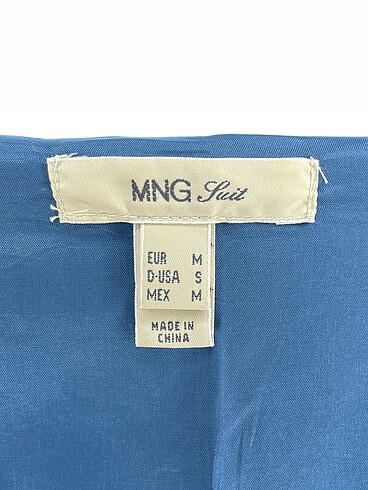 MNG Suit
EUR M
D-USA S
MEX M
MADE IN
CHINA